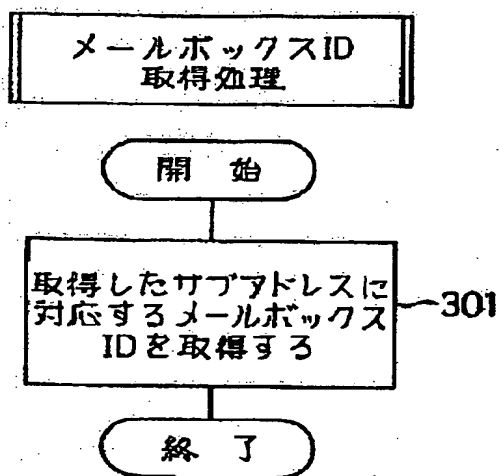 メールボックスID
取得処理
開 始
取得したサブアドレスに
対応するメールボックス
IDを取得する
301
終 了